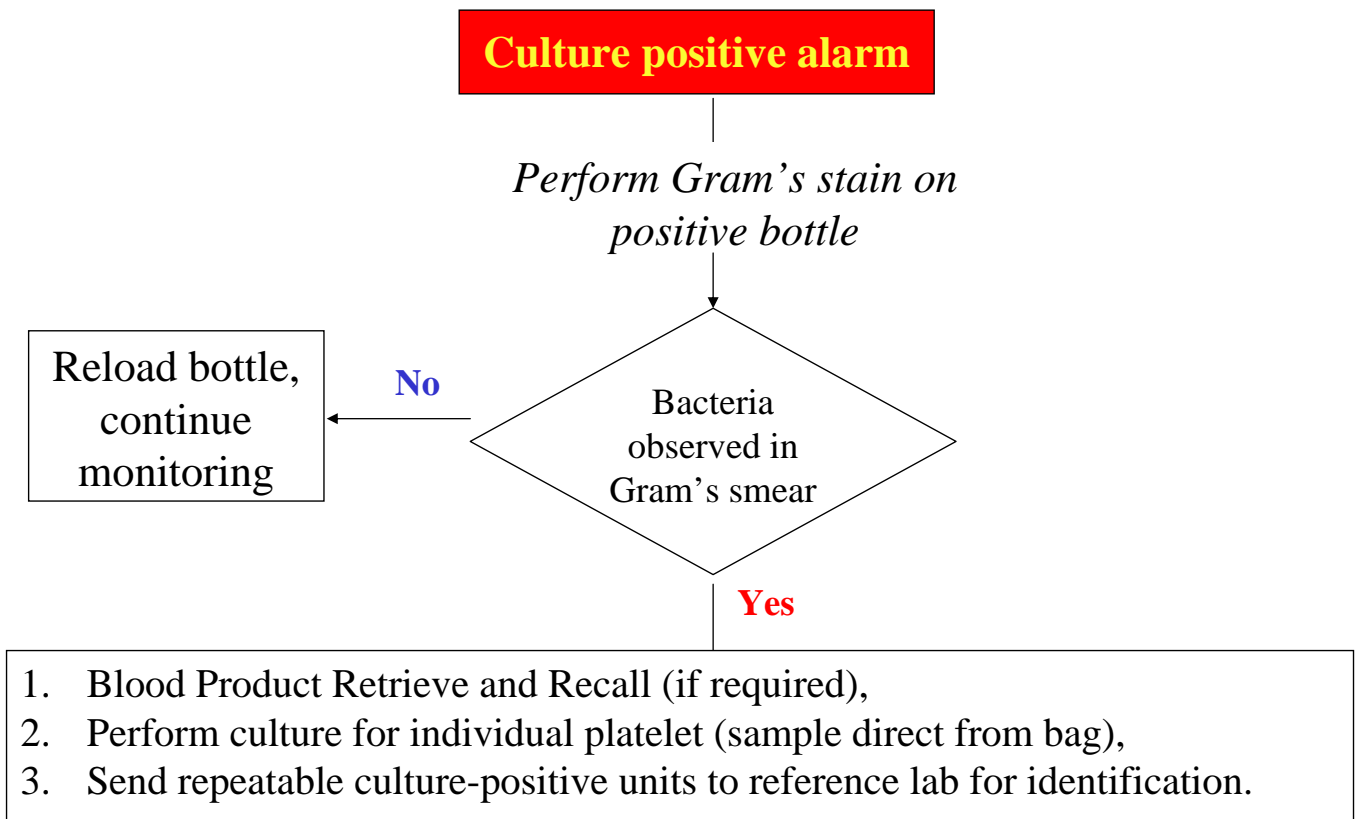 Culture positive alarm
Perform Gram’s stain on
positive bottle
Reload bottle,
continue
monitoring
No
Bacteria
observed in
Gram’s smear
Yes
1. Blood Product Retrieve and Recall (if required),
2. Perform culture for individual platelet (sample direct from bag),
3. Send repeatable culture-positive units to reference lab for identification.